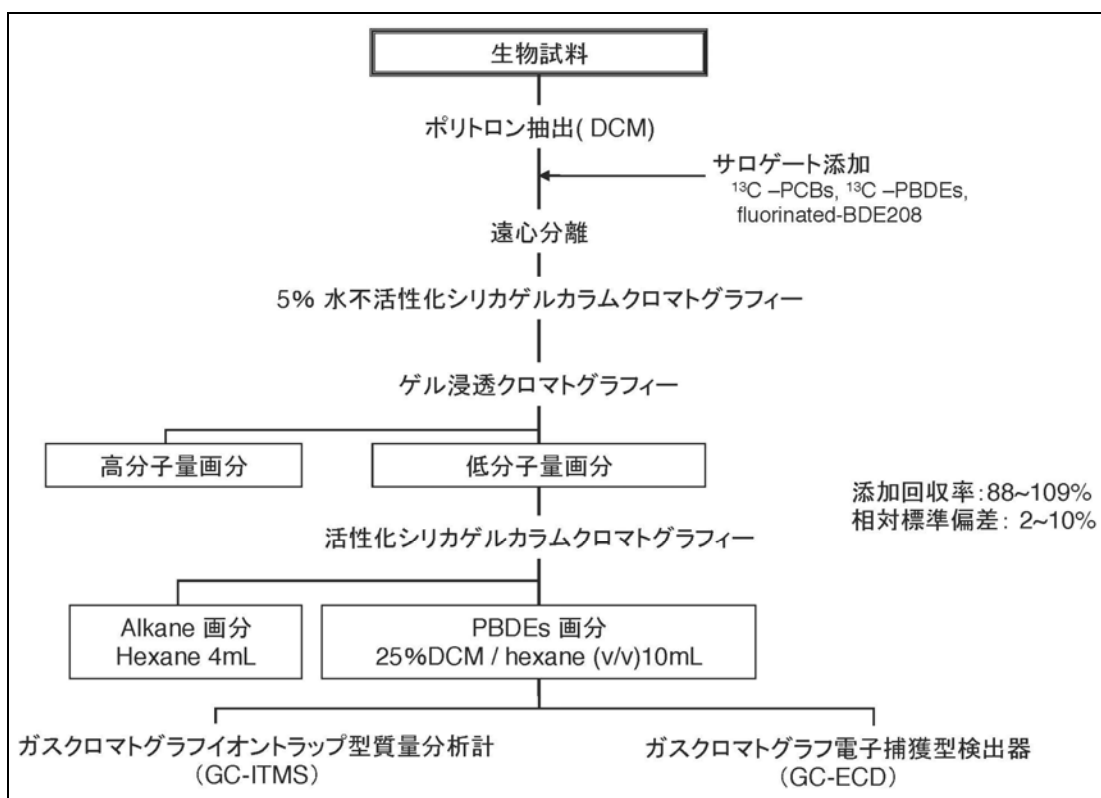 生物試料
ポリトロン抽出( DCM)
サロゲート添加
¹³C –PCBs, ¹³C –PBDEs,
fluorinated-BDE208
遠心分離
5% 水不活性化シリカゲルカラムクロマトグラフィー
ゲル浸透クロマトグラフィー
高分子量画分
低分子量画分
添加回収率:88~109%
相対標準偏差: 2~10%
活性化シリカゲルカラムクロマトグラフィー
Alkane 画分
Hexane 4mL
PBDEs 画分
25%DCM / hexane (v/v)10mL
ガスクロマトグラフイオントラップ型質量分析計
(GC-ITMS)
ガスクロマトグラフ電子捕獲型検出器
(GC-ECD)